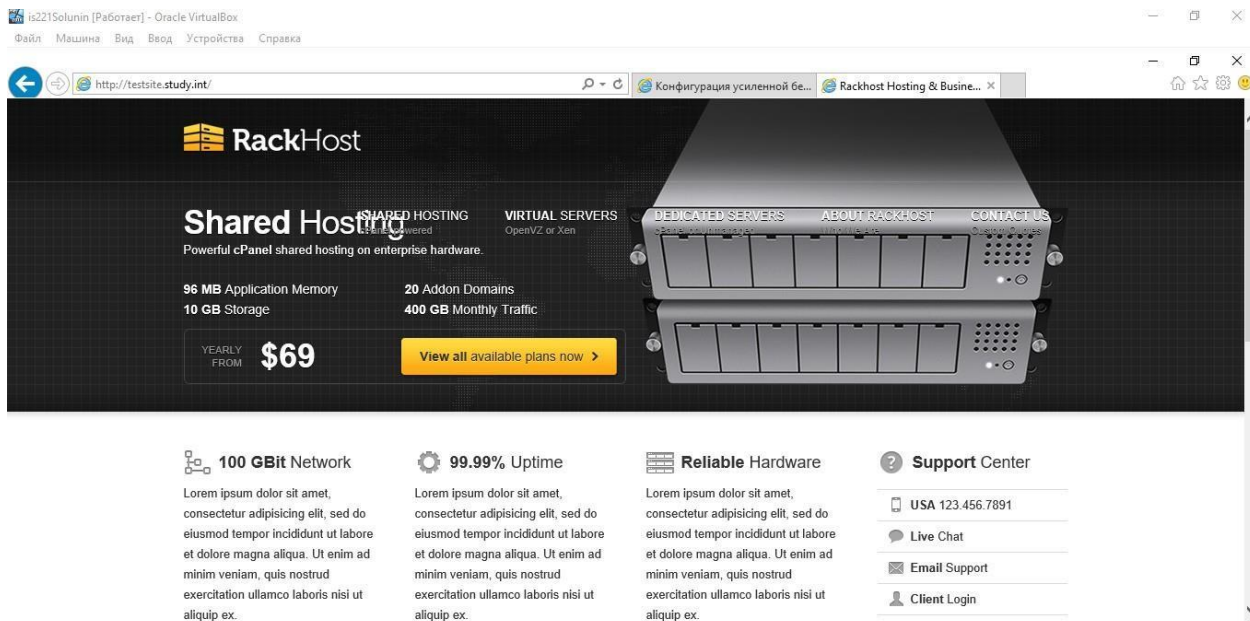 is221Solunin [Работает] - Oracle VirtualBox
Файл Машина Вид Ввод Устройства Справка
http://testsite.study.int/
Конфигурация усиленной бе...
Rackhost Hosting & Busine...
RackHost
Shared Hosting
SHARED HOSTING VIRTUAL SERVERS DEDICATED SERVERS ABOUT RACKHOST CONTACT US
cPanel powered OpenVZ or Xen Who We Are Custom Quotes
Powerful cPanel shared hosting on enterprise hardware.
96 MB Application Memory 20 Addon Domains
10 GB Storage 400 GB Monthly Traffic
YEARLY
FROM
$69
View all available plans now
100 GBit Network
Lorem ipsum dolor sit amet,
consectetur adipisicing elit, sed do
eiusmod tempor incididunt ut labore
et dolore magna aliqua. Ut enim ad
minim veniam, quis nostrud
exercitation ullamco laboris nisi ut
aliquip ex.
99.99% Uptime
Lorem ipsum dolor sit amet,
consectetur adipisicing elit, sed do
eiusmod tempor incididunt ut labore
et dolore magna aliqua. Ut enim ad
minim veniam, quis nostrud
exercitation ullamco laboris nisi ut
aliquip ex.
Reliable Hardware
Lorem ipsum dolor sit amet,
consectetur adipisicing elit, sed do
eiusmod tempor incididunt ut labore
et dolore magna aliqua. Ut enim ad
minim veniam, quis nostrud
exercitation ullamco laboris nisi ut
aliquip ex.
Support Center
USA 123.456.7891
Live Chat
Email Support
Client Login